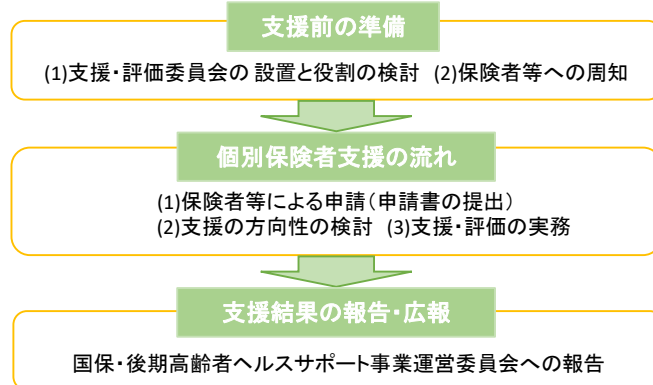 支援前の準備
(1)支援・評価委員会の 設置と役割の検討 (2)保険者等への周知
個別保険者支援の流れ
(1)保険者等による申請(申請書の提出)
(2)支援の方向性の検討 (3)支援・評価の実務
支援結果の報告・広報
国保・後期高齢者ヘルスサポート事業運営委員会への報告